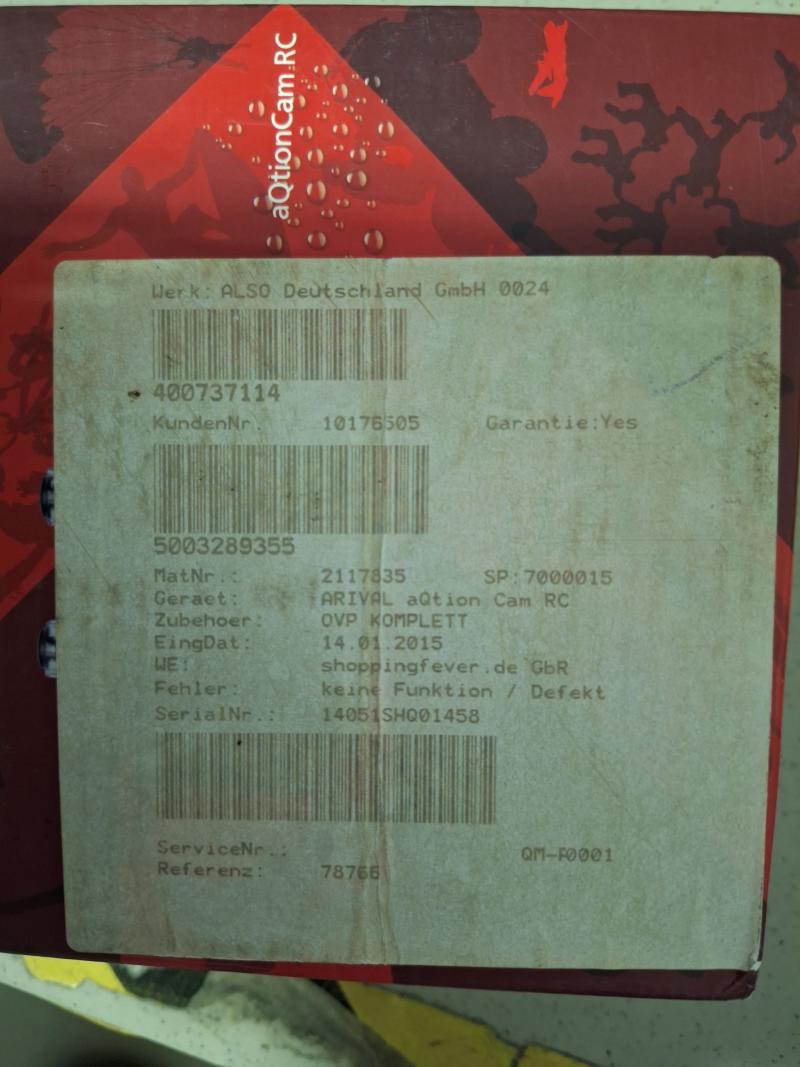 aQtionCam.RC
Werk: ALSO Deutschland GmbH 0024
400737114
KundenNr. 10176505 Garantie:Yes
5003289355
MatNr.: 2117835 SP:7000015
Geraet: ARIVAL aQtion Cam RC
Zubehoer: OVP KOMPLETT
EingDat: 14.01.2015
WE: shoppingfever.de GbR
Fehler: keine Funktion / Defekt
SerialNr.: 14051SHQ01458
ServiceNr.: QM-F0001
Referenz: 78766